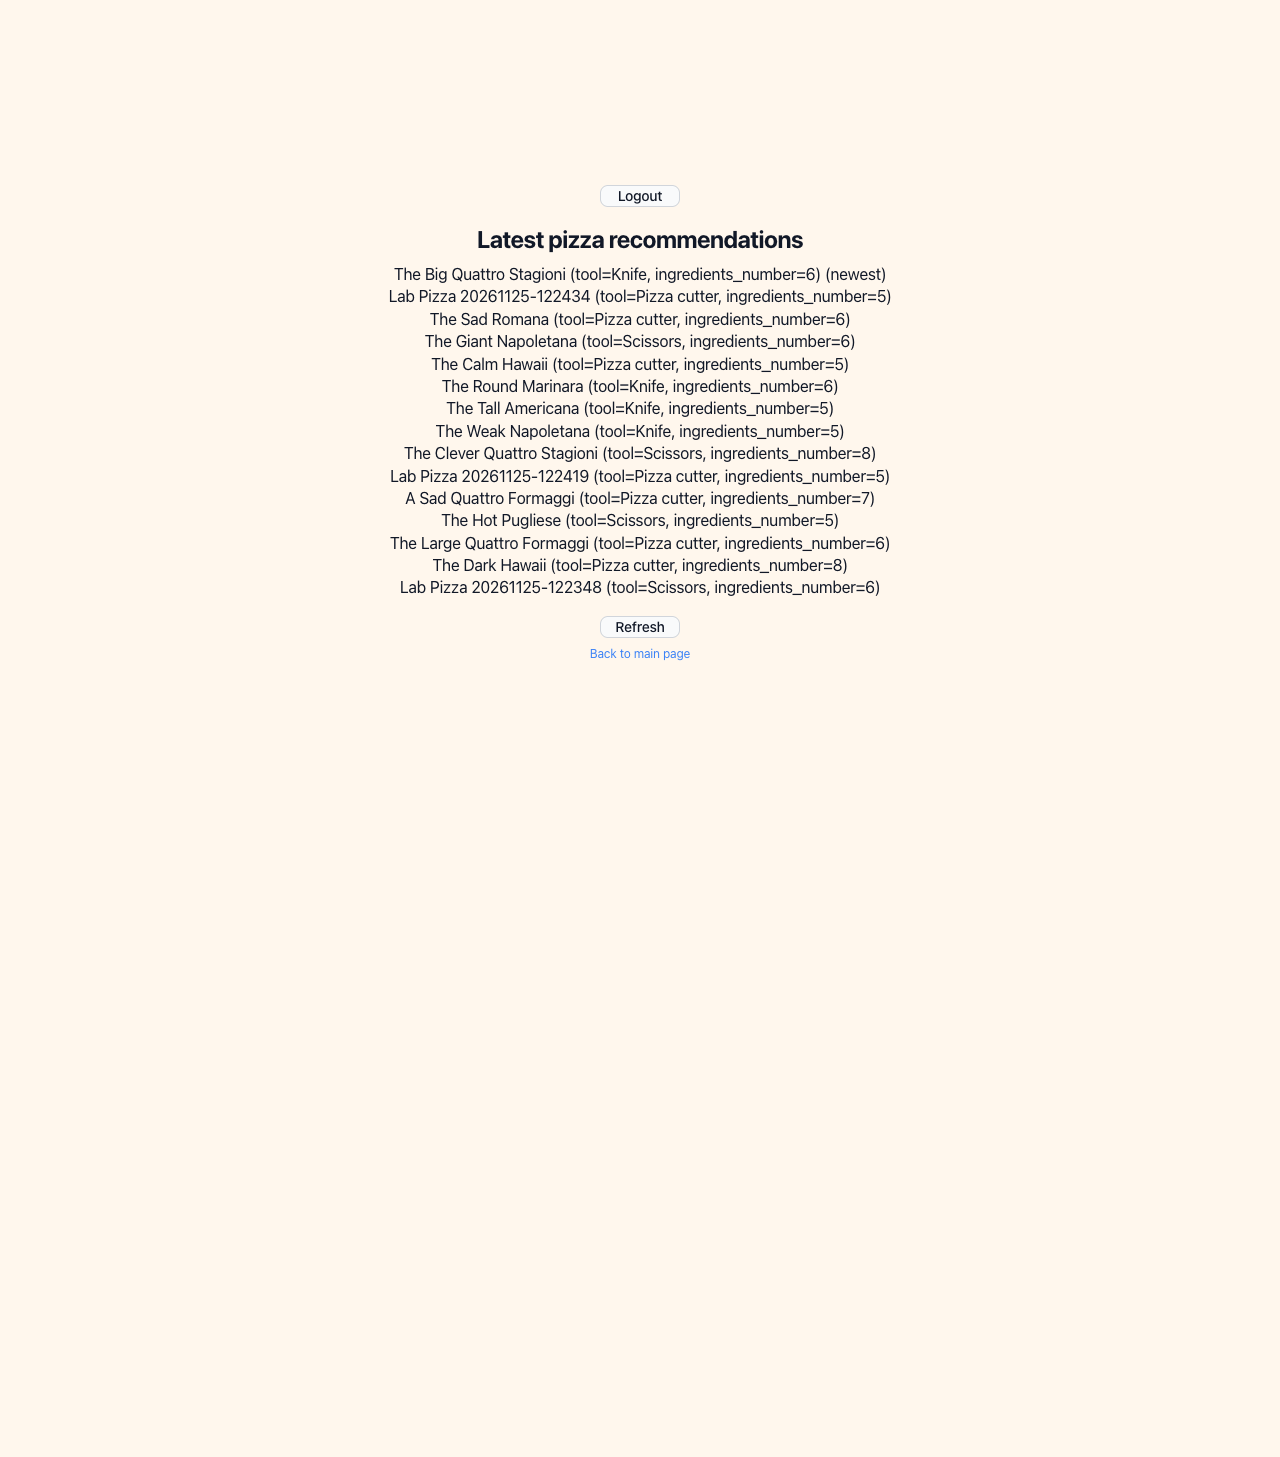 Logout
Latest pizza recommendations
The Big Quattro Stagioni (tool=Knife, ingredients_number=6) (newest)
Lab Pizza 20261125-122434 (tool=Pizza cutter, ingredients_number=5)
The Sad Romana (tool=Pizza cutter, ingredients_number=6)
The Giant Napoletana (tool=Scissors, ingredients_number=6)
The Calm Hawaii (tool=Pizza cutter, ingredients_number=5)
The Round Marinara (tool=Knife, ingredients_number=6)
The Tall Americana (tool=Knife, ingredients_number=5)
The Weak Napoletana (tool=Knife, ingredients_number=5)
The Clever Quattro Stagioni (tool=Scissors, ingredients_number=8)
Lab Pizza 20261125-122419 (tool=Pizza cutter, ingredients_number=5)
A Sad Quattro Formaggi (tool=Pizza cutter, ingredients_number=7)
The Hot Pugliese (tool=Scissors, ingredients_number=5)
The Large Quattro Formaggi (tool=Pizza cutter, ingredients_number=6)
The Dark Hawaii (tool=Pizza cutter, ingredients_number=8)
Lab Pizza 20261125-122348 (tool=Scissors, ingredients_number=6)
Refresh
Back to main page